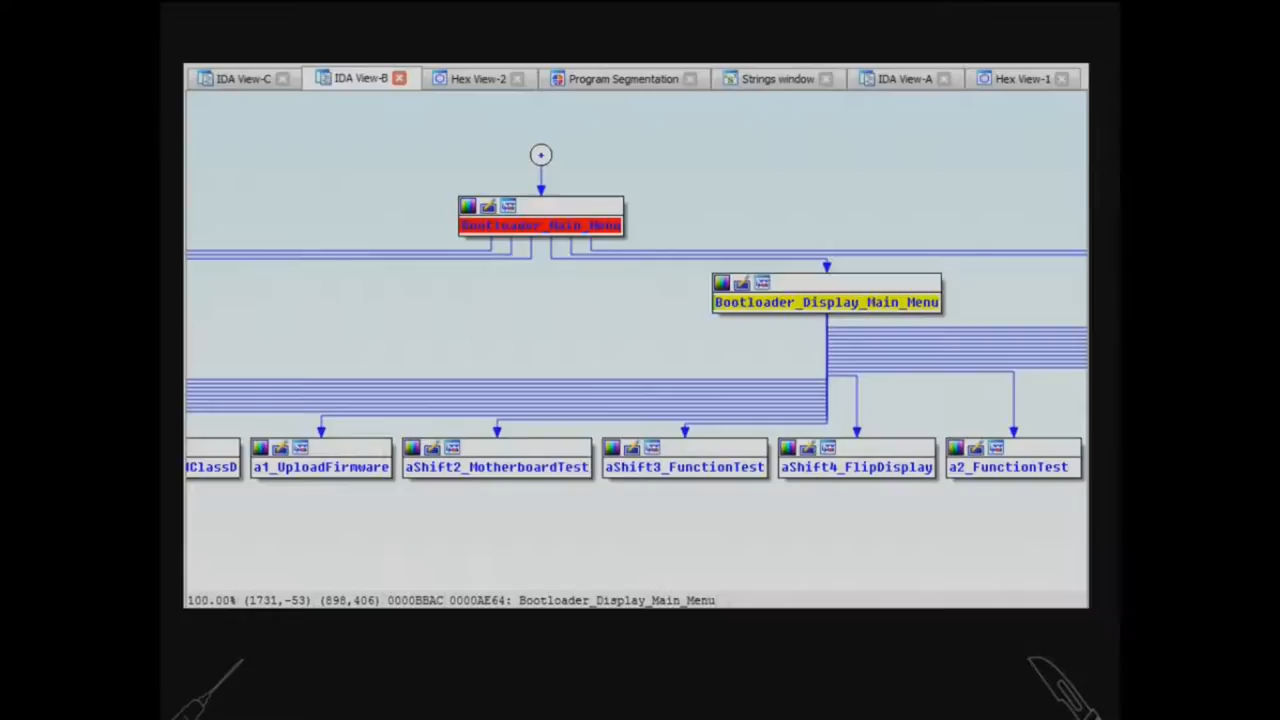 IDA View-C IDA View-B Hex View-2 Program Segmentation Strings window IDA View-A Hex View-1
Bootloader_Main_Menu
Bootloader_Display_Main_Menu
a1_UploadFirmware aShift2_MotherboardTest aShift3_FunctionTest aShift4_FlipDisplay a2_FunctionTest
100.00% (1731,-53) (898,406) 0000BBAC 0000AE64: Bootloader_Display_Main_Menu